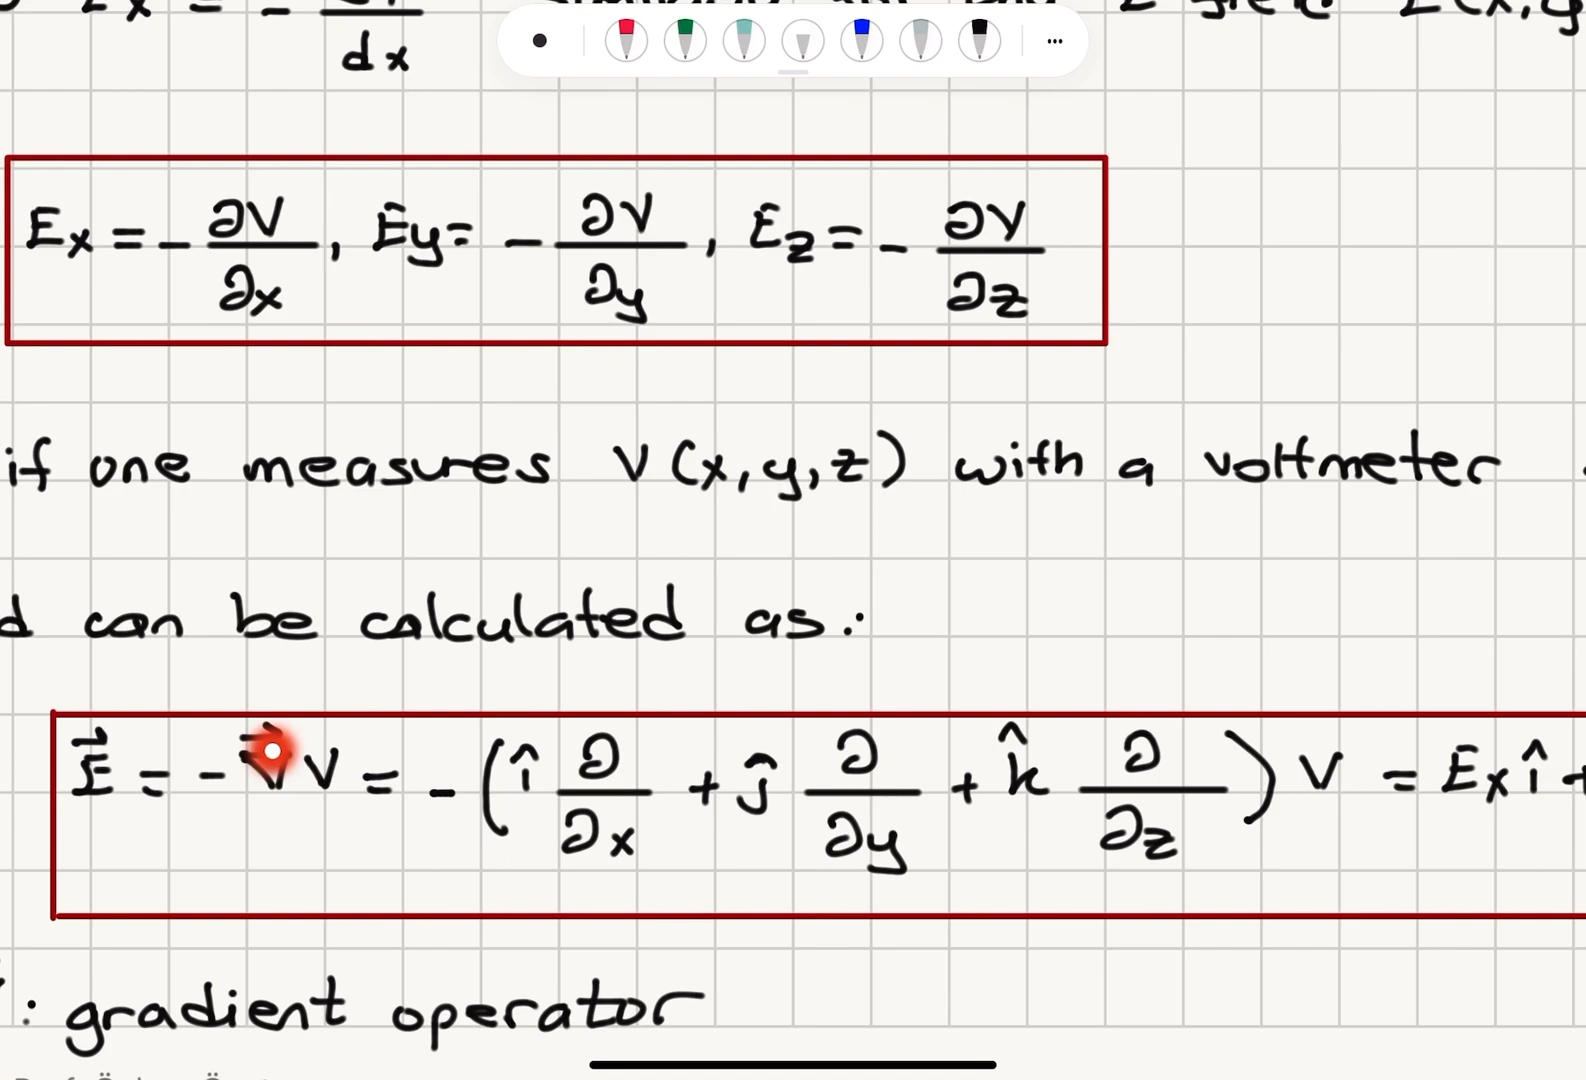 dx
Ex = - ∂V/∂x , Ey = - ∂V/∂y , Ez = - ∂V/∂z
if one measures V(x,y,z) with a voltmeter
can be calculated as:
E⃗ = - ∇⃗V = - (î ∂/∂x + ĵ ∂/∂y + k̂ ∂/∂z) V = Ex î +
: gradient operator